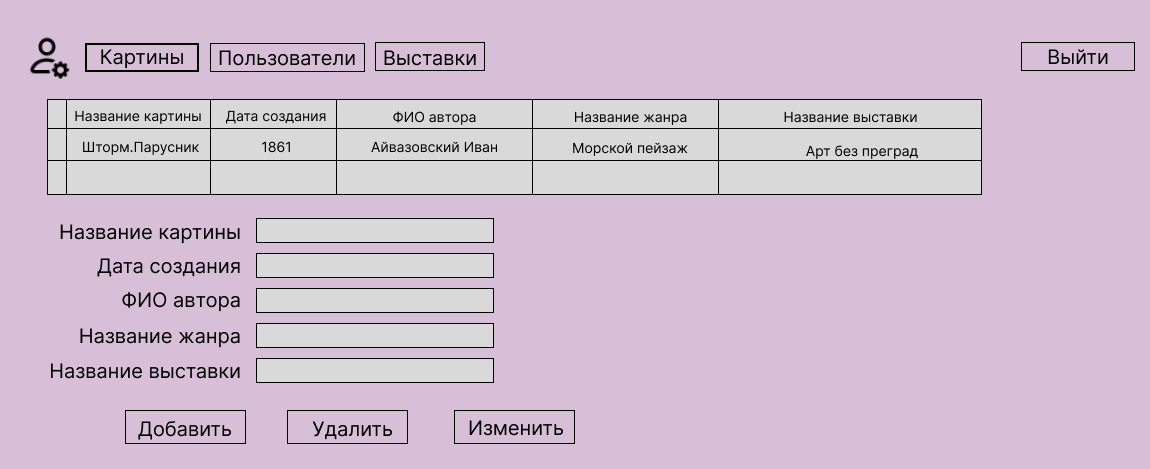 Картины Пользователи Выставки Выйти
Название картины Дата создания ФИО автора Название жанра Название выставки
Шторм.Парусник 1861 Айвазовский Иван Морской пейзаж Арт без преград
Название картины
Дата создания
ФИО автора
Название жанра
Название выставки
Добавить Удалить Изменить